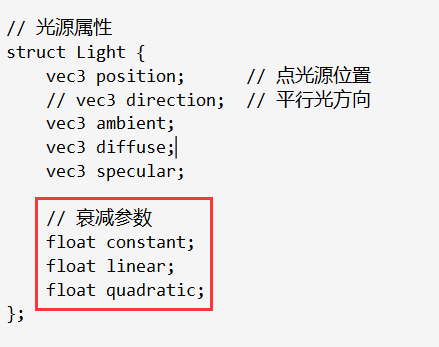 // 光源属性
struct Light {
    vec3 position;      // 点光源位置
    // vec3 direction;  // 平行光方向
    vec3 ambient;
    vec3 diffuse;
    vec3 specular;

    // 衰减参数
    float constant;
    float linear;
    float quadratic;
};